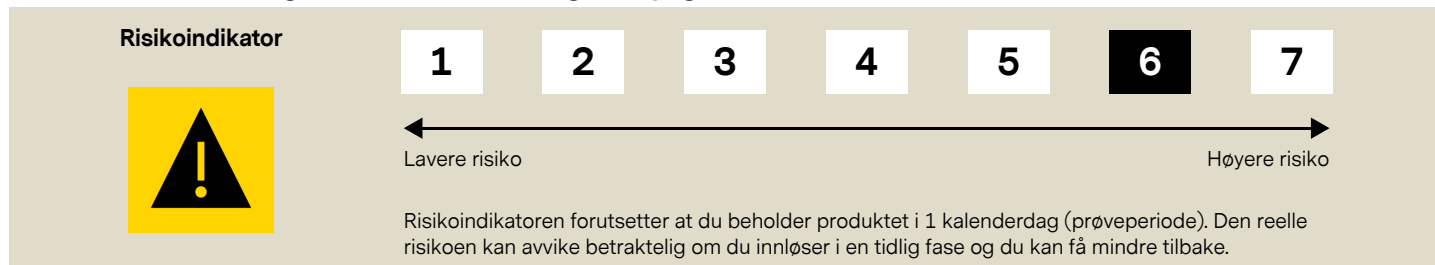 Risikoindikator
1 2 3 4 5 6 7
Lavere risiko Høyere risiko
Risikoindikatoren forutsetter at du beholder produktet i 1 kalenderdag (prøveperiode). Den reelle
risikoen kan avvike betraktelig om du innløser i en tidlig fase og du kan få mindre tilbake.